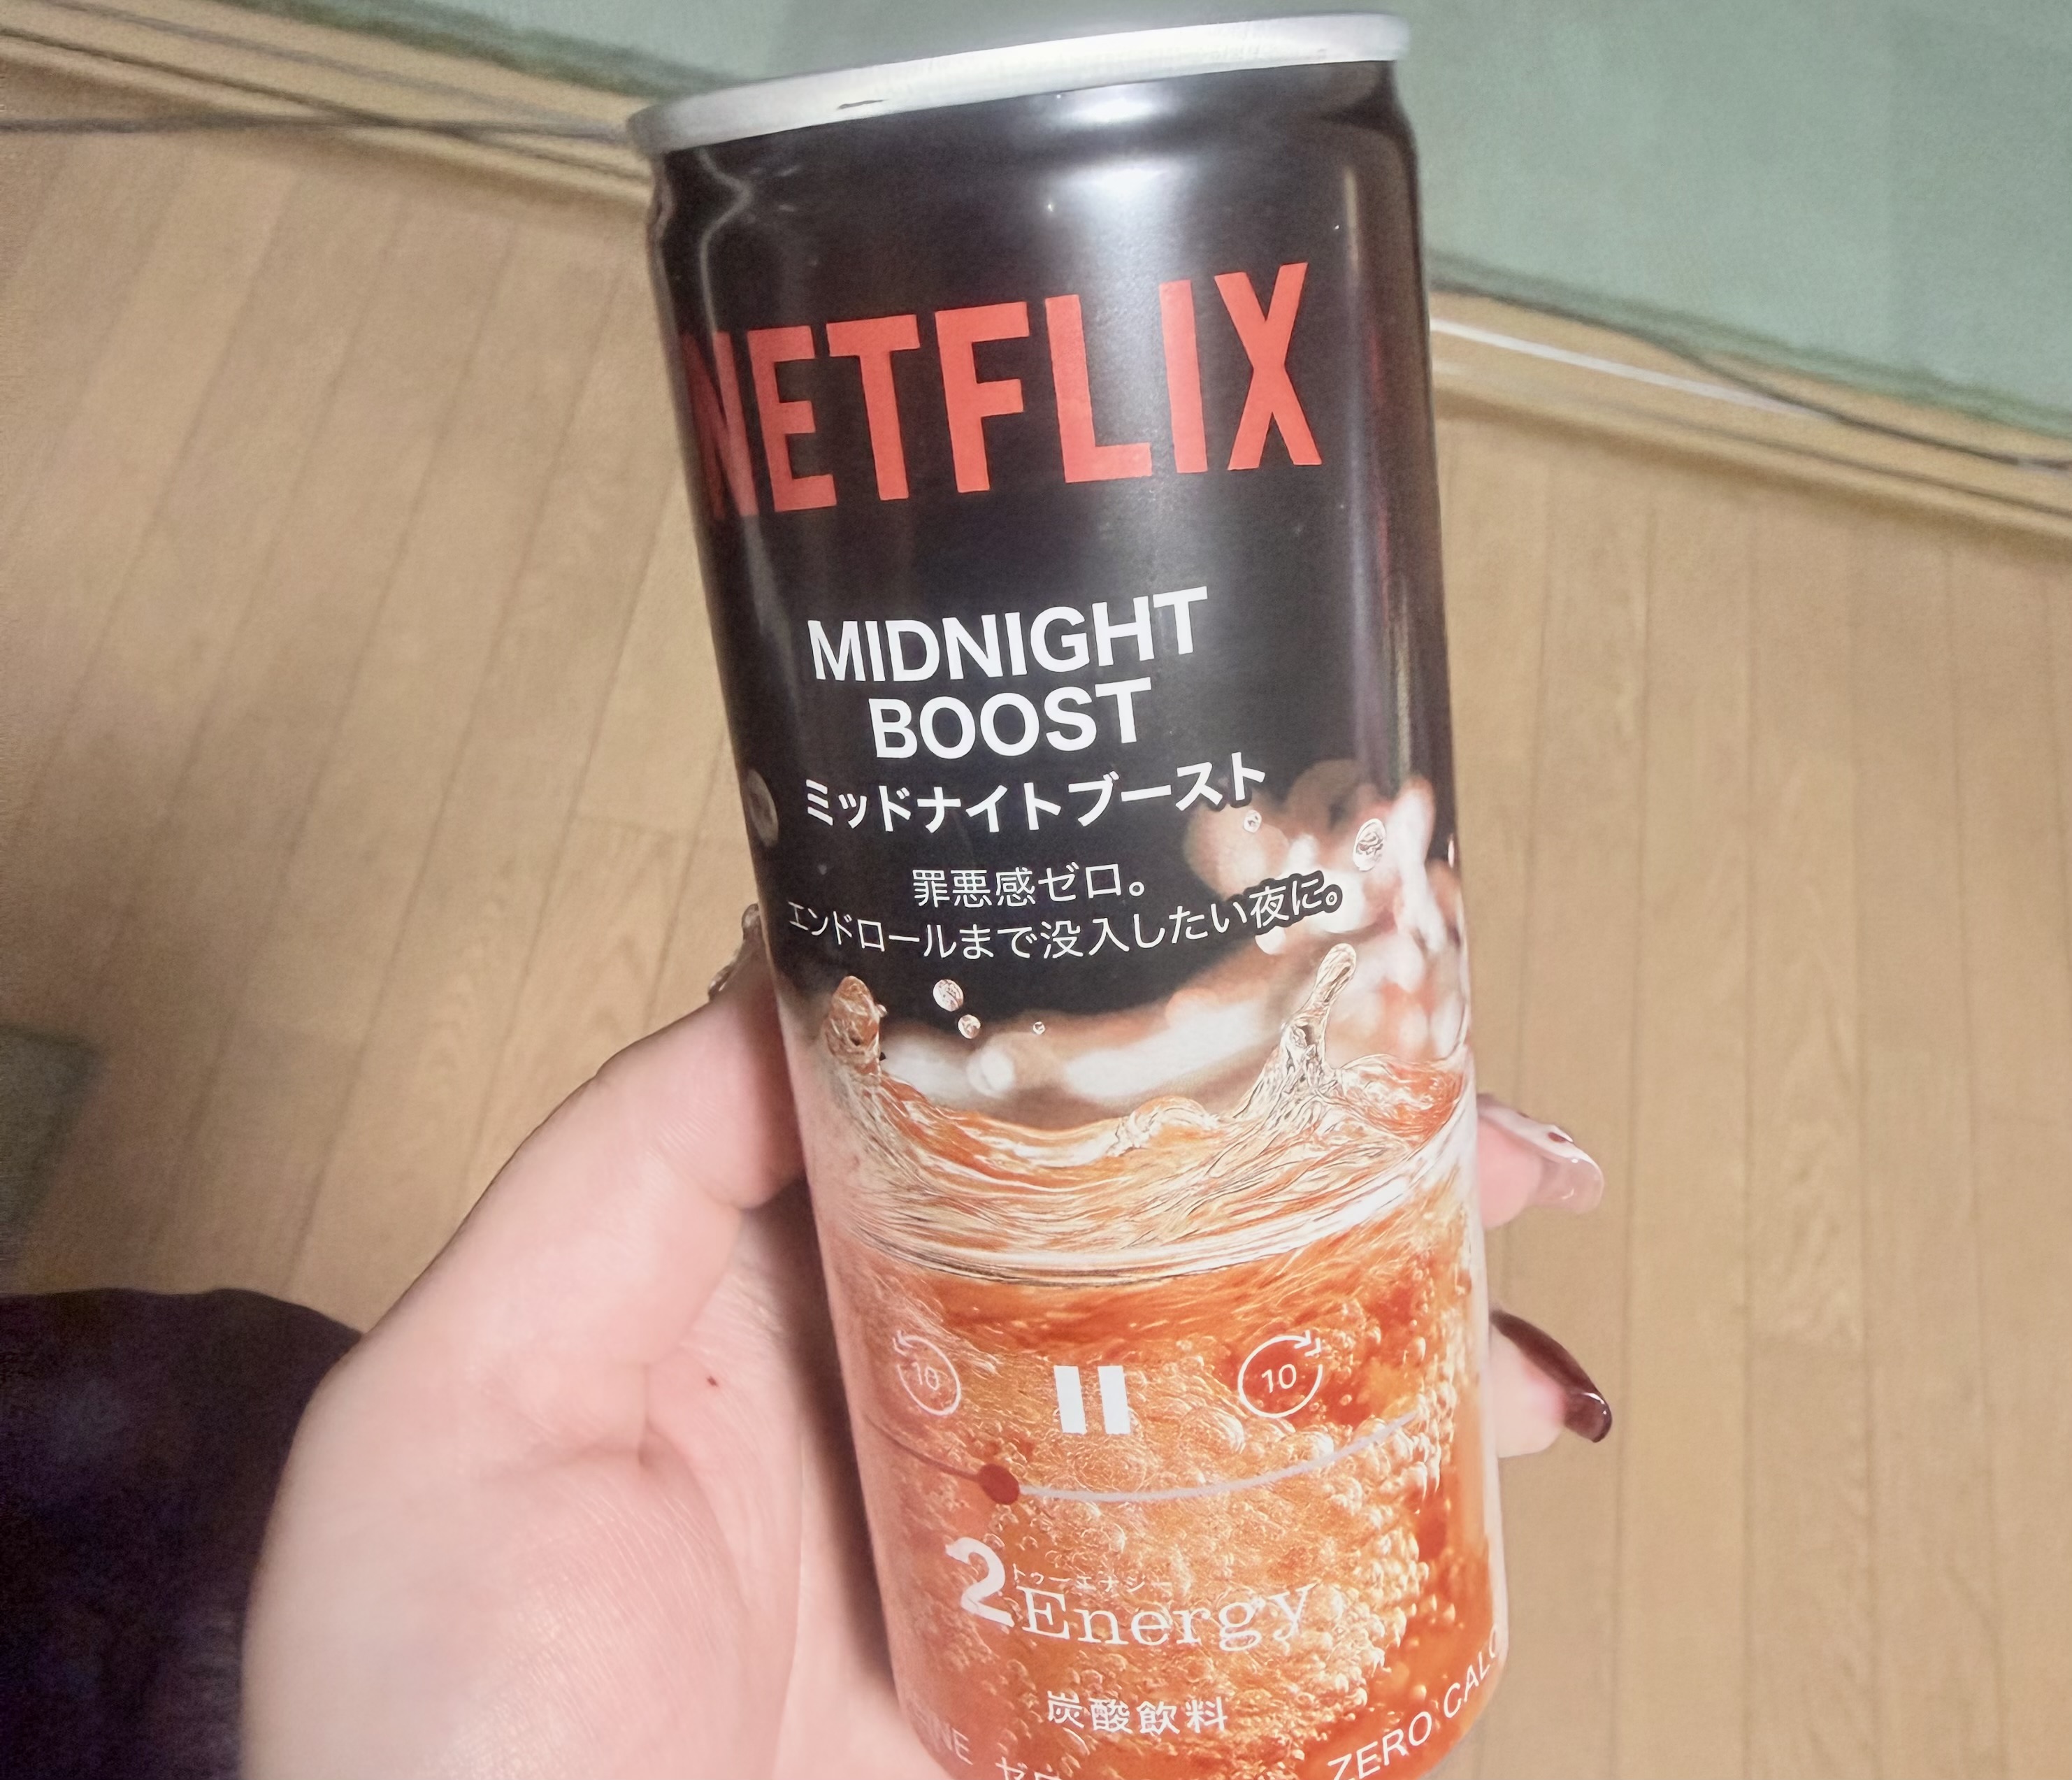 NETFLIX
MIDNIGHT
BOOST
ミッドナイトブースト
罪悪感ゼロ。
エンドロールまで没入したい夜に。
10
10
トゥーエナジー
2Energy
炭酸飲料
ZERO